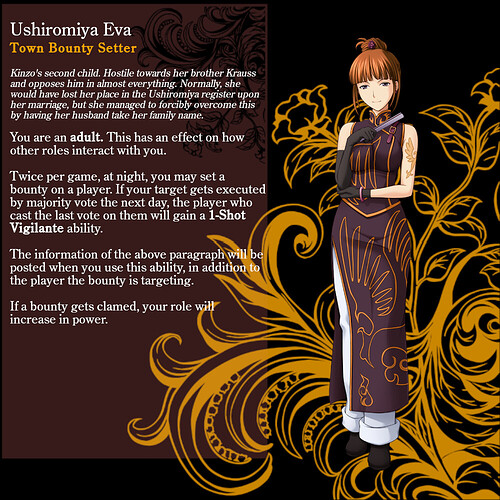 Ushiromiya Eva
Town Bounty Setter
Kinzo's second child. Hostile towards her brother Krauss
and opposes him in almost everything. Normally, she
would have lost her place in the Ushiromiya register upon
her marriage, but she managed to forcibly overcome this
by having her husband take her family name.
You are an adult. This has an effect on how
other roles interact with you.
Twice per game, at night, you may set a
bounty on a player. If your target gets executed
by majority vote the next day, the player who
cast the last vote on them will gain a 1-Shot
Vigilante ability.
The information of the above paragraph will be
posted when you use this ability, in addition to
the player the bounty is targeting.
If a bounty gets clamed, your role will
increase in power.